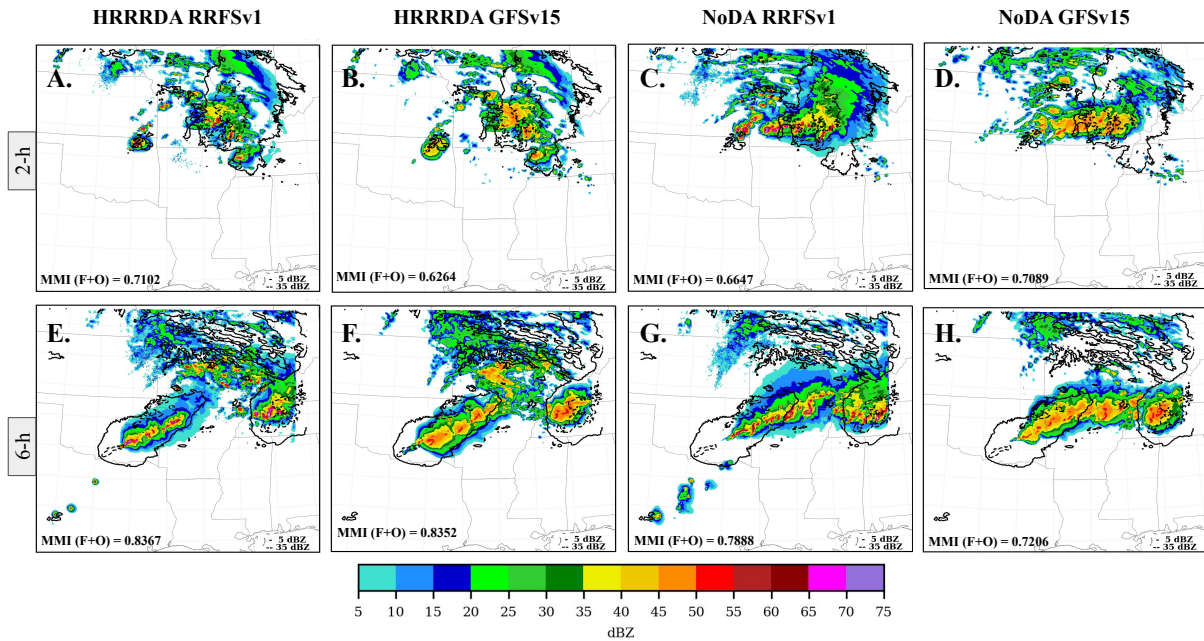 HRRRDA RRFSv1 HRRRDA GFSv15 NoDA RRFSv1 NoDA GFSv15
2-h
A. B. C. D.
MMI (F+O) = 0.7102 MMI (F+O) = 0.6264 MMI (F+O) = 0.6647 MMI (F+O) = 0.7089
- 5 dBZ - 5 dBZ - 5 dBZ - 5 dBZ
-- 35 dBZ -- 35 dBZ -- 35 dBZ -- 35 dBZ
6-h
E. F. G. H.
MMI (F+O) = 0.8367 MMI (F+O) = 0.8352 MMI (F+O) = 0.7888 MMI (F+O) = 0.7206
- 5 dBZ - 5 dBZ - 5 dBZ - 5 dBZ
-- 35 dBZ -- 35 dBZ -- 35 dBZ -- 35 dBZ
5 10 15 20 25 30 35 40 45 50 55 60 65 70 75
dBZ